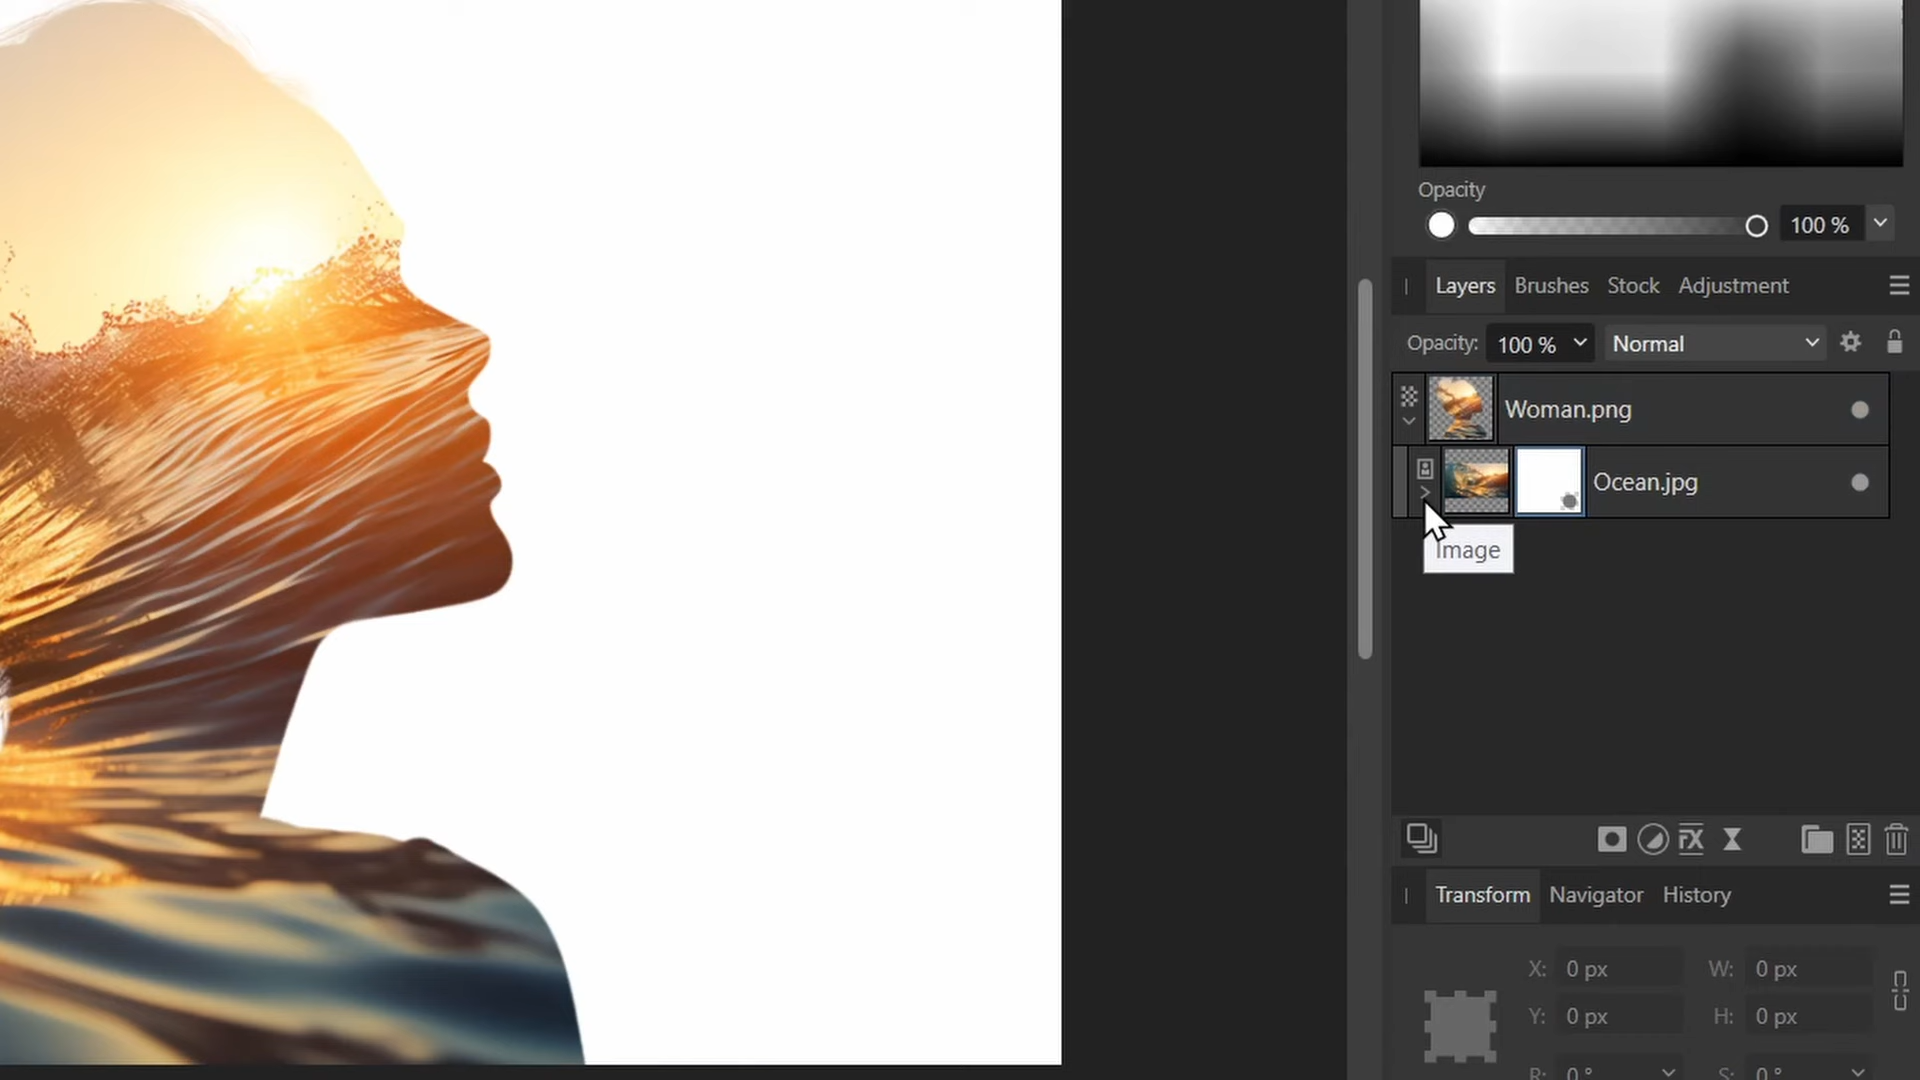 Opacity
100 %
Layers Brushes Stock Adjustment
Opacity: 100 % Normal
Woman.png
Ocean.jpg
Image
FX
Transform Navigator History
X: 0 px W: 0 px
Y: 0 px H: 0 px
R: 0 ° S: 0 °